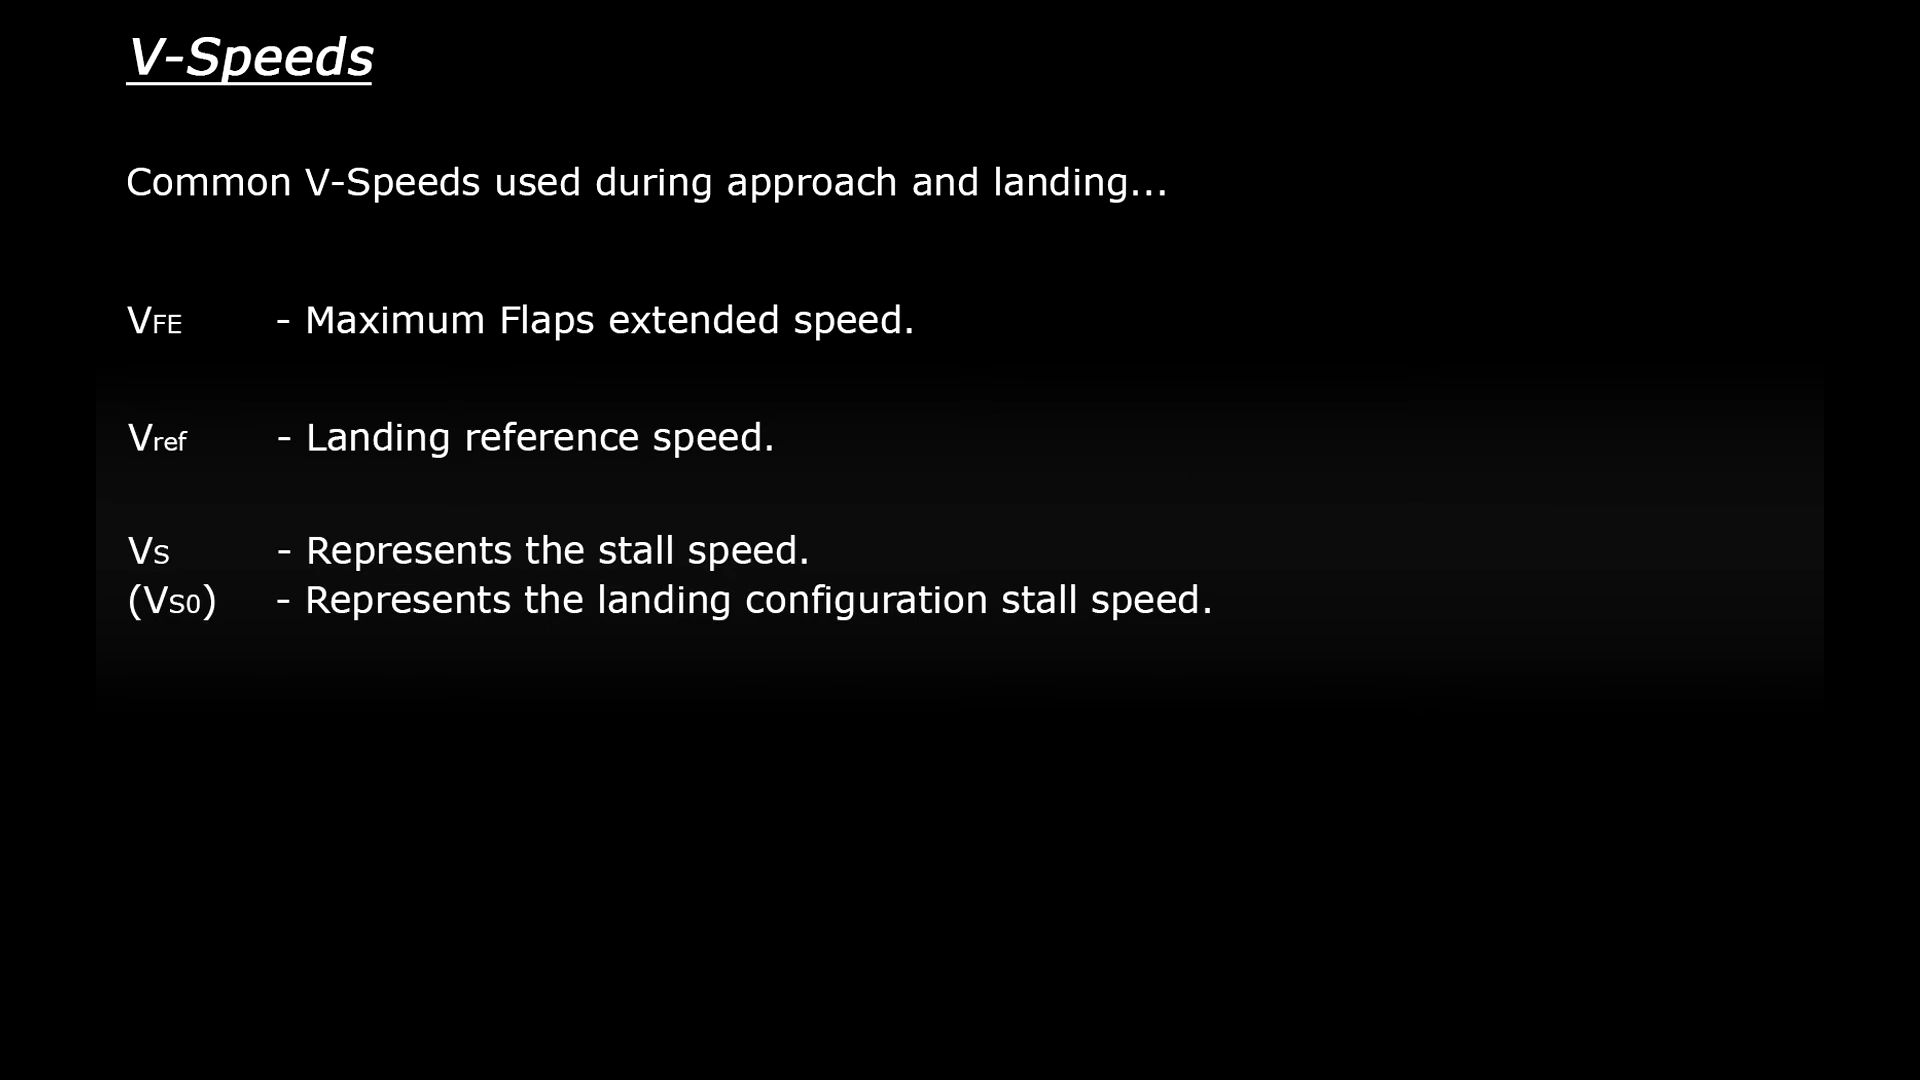 V-Speeds
Common V-Speeds used during approach and landing...
VFE - Maximum Flaps extended speed.
Vref - Landing reference speed.
VS - Represents the stall speed.
(VS0) - Represents the landing configuration stall speed.